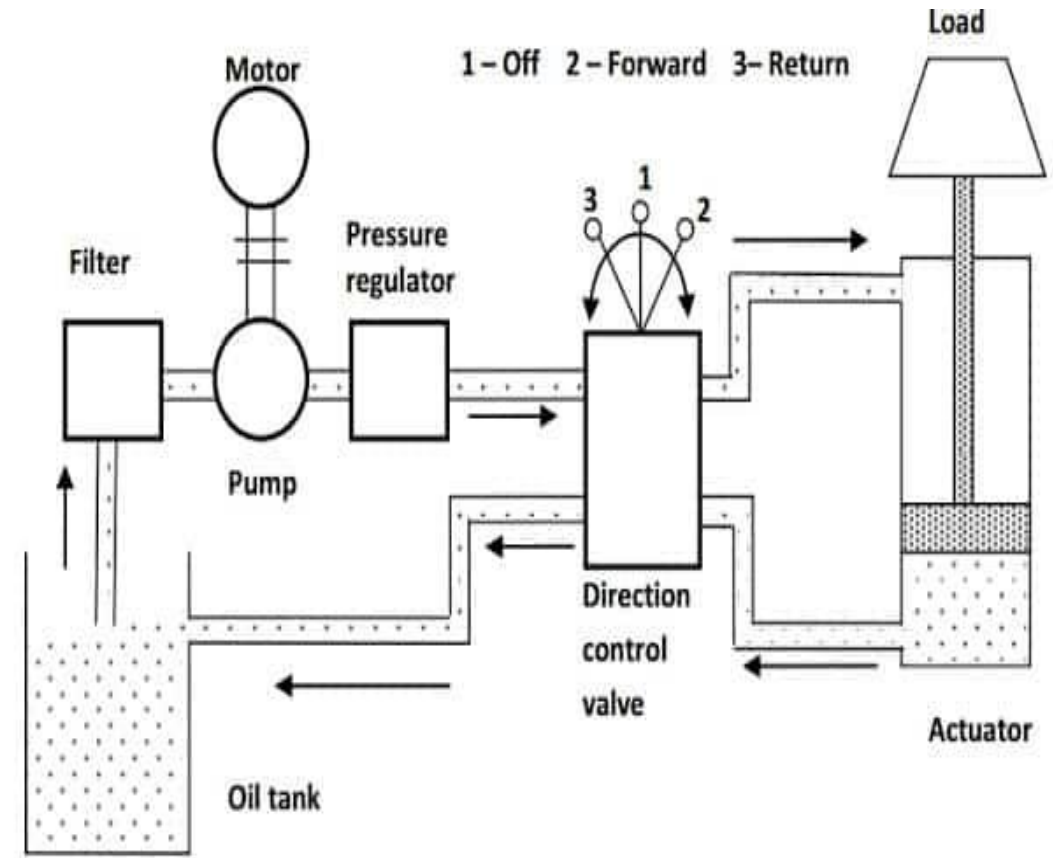 Load
Motor
1 – Off 2 – Forward 3– Return
3
1
2
Pressure
regulator
Filter
Pump
Direction
control
valve
Actuator
Oil tank